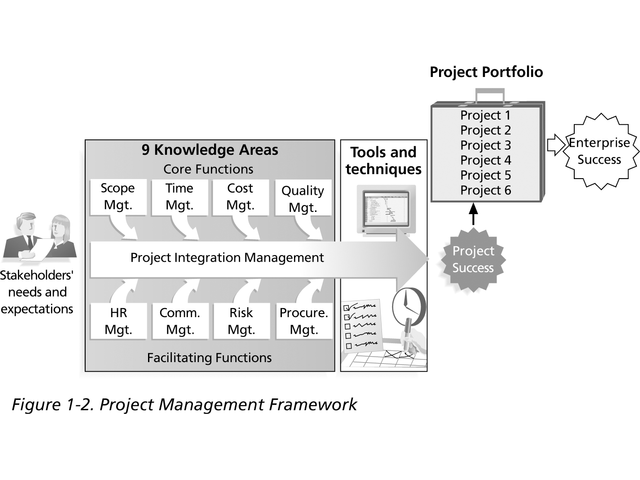 Project Portfolio
Project 1
Project 2
Project 3
Project 4
Project 5
Project 6
Enterprise
Success
9 Knowledge Areas
Core Functions
Tools and
techniques
Scope
Mgt.
Time
Mgt.
Cost
Mgt.
Quality
Mgt.
Stakeholders'
needs and
expectations
Project Integration Management
Project
Success
HR
Mgt.
Comm.
Mgt.
Risk
Mgt.
Procure.
Mgt.
Facilitating Functions
Figure 1-2. Project Management Framework